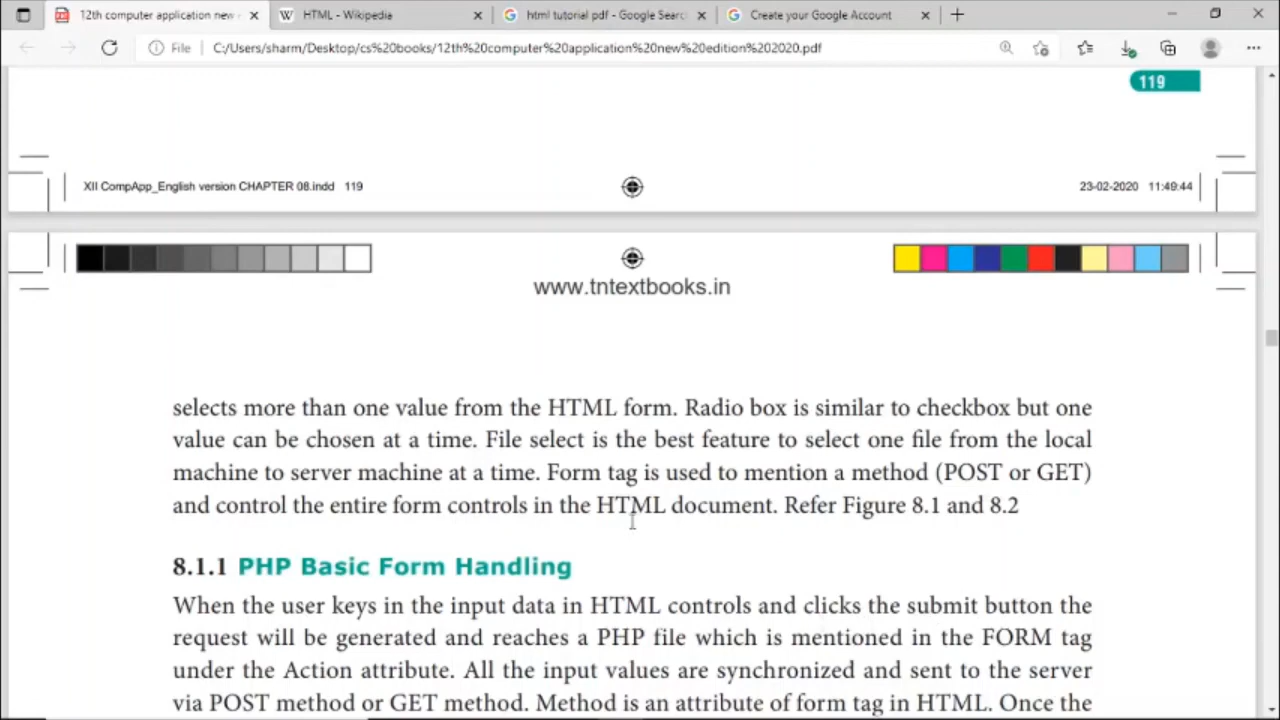 12th computer application new
HTML - Wikipedia
html tutorial pdf - Google Searc
Create your Google Account
File
C:/Users/sharm/Desktop/cs%20books/12th%20computer%20application%20new%20edition%202020.pdf
119
XII CompApp_English version CHAPTER 08.indd 119
23-02-2020 11:49:44
www.tntextbooks.in
selects more than one value from the HTML form. Radio box is similar to checkbox but one
value can be chosen at a time. File select is the best feature to select one file from the local
machine to server machine at a time. Form tag is used to mention a method (POST or GET)
and control the entire form controls in the HTML document. Refer Figure 8.1 and 8.2
8.1.1 PHP Basic Form Handling
When the user keys in the input data in HTML controls and clicks the submit button the
request will be generated and reaches a PHP file which is mentioned in the FORM tag
under the Action attribute. All the input values are synchronized and sent to the server
via POST method or GET method. Method is an attribute of form tag in HTML. Once the